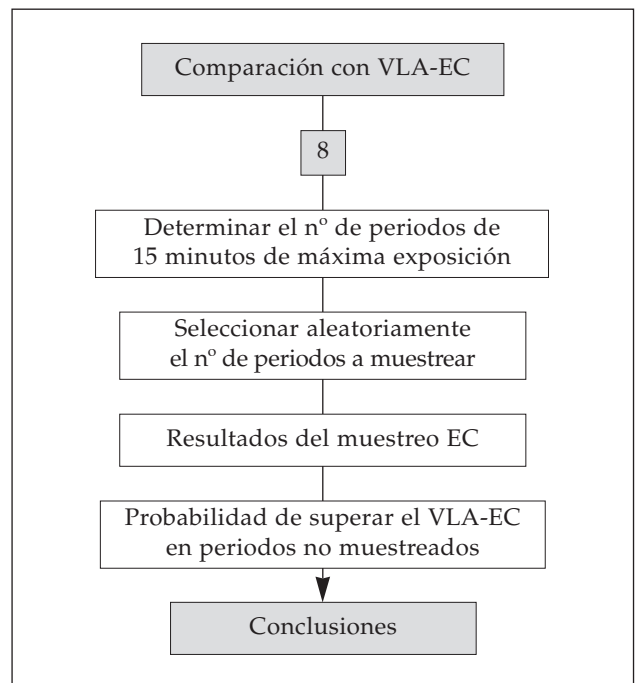 Comparación con VLA-EC
8
Determinar el nº de periodos de
15 minutos de máxima exposición
Seleccionar aleatoriamente
el nº de periodos a muestrear
Resultados del muestreo EC
Probabilidad de superar el VLA-EC
en periodos no muestreados
Conclusiones